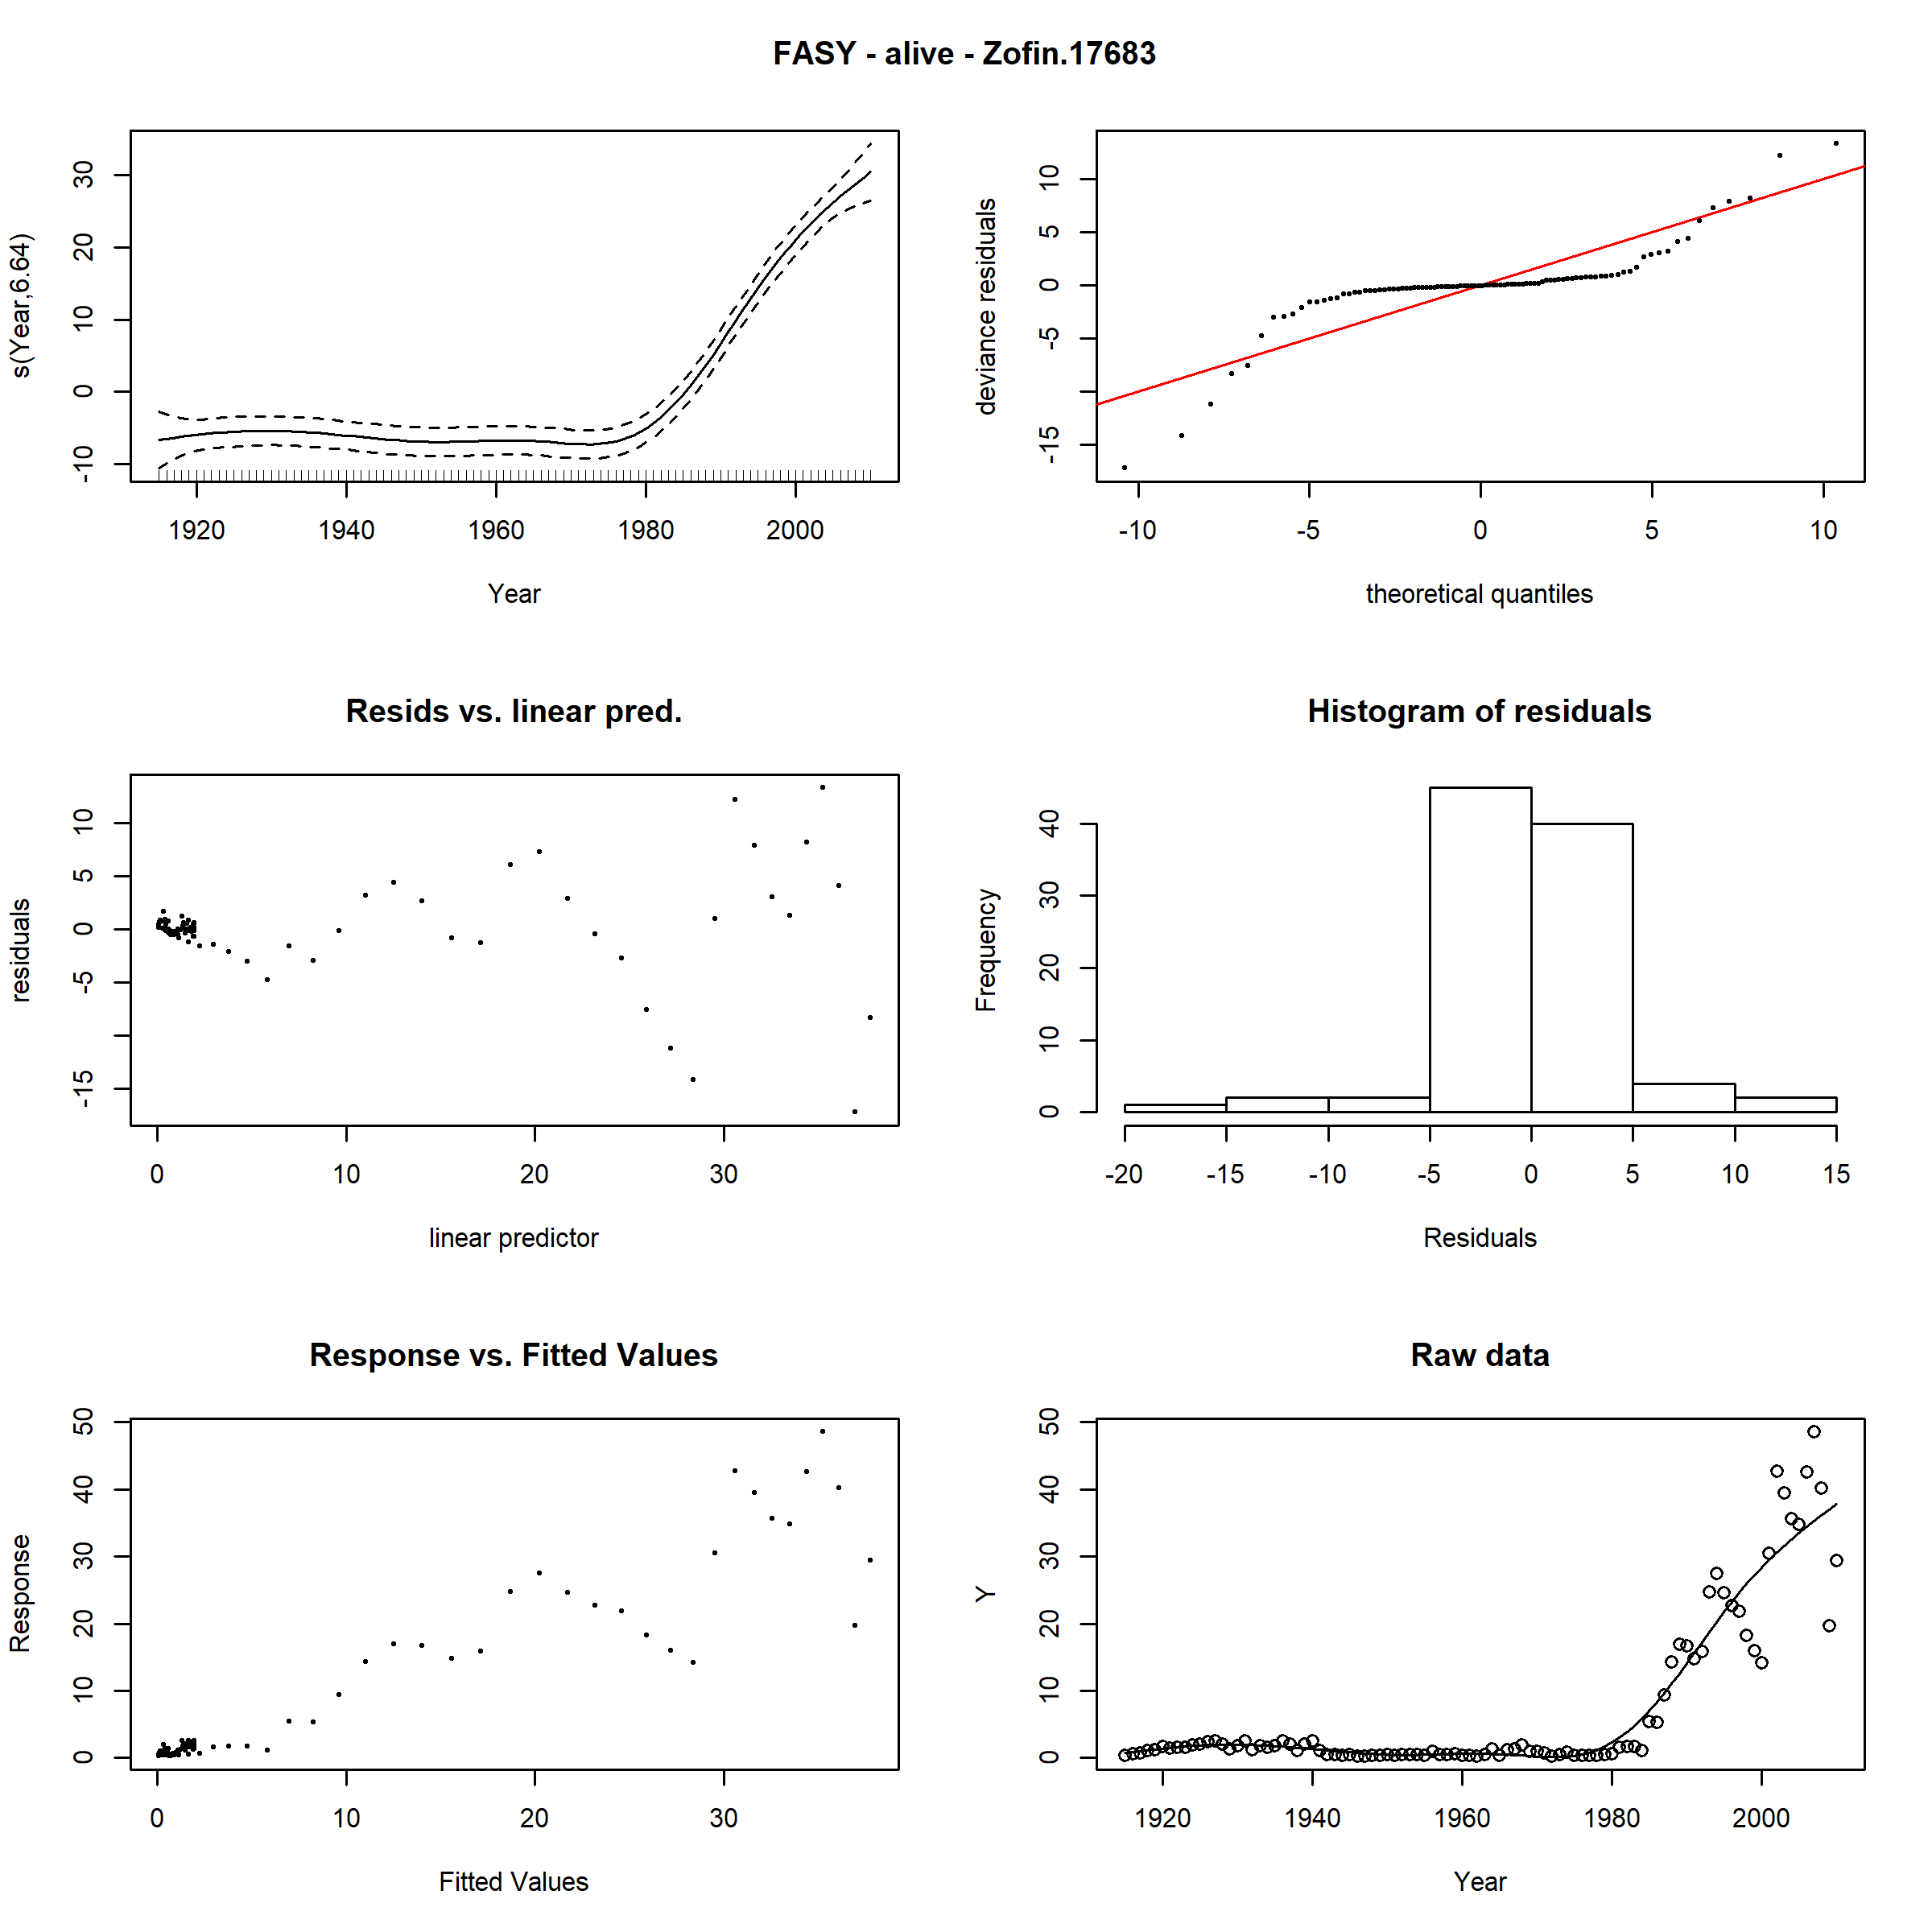 FASY - alive - Zofin.17683
s(Year,6.64)
30
20
10
0
-10
1920 1940 1960 1980 2000
Year
deviance residuals
10
5
0
-5
-15
-10 -5 0 5 10
theoretical quantiles
Resids vs. linear pred.
residuals
10
5
0
-5
-15
0 10 20 30
linear predictor
Histogram of residuals
Frequency
40
30
20
10
0
-20 -15 -10 -5 0 5 10 15
Residuals
Response vs. Fitted Values
Response
50
40
30
20
10
0
0 10 20 30
Fitted Values
Raw data
Y
50
40
30
20
10
0
1920 1940 1960 1980 2000
Year